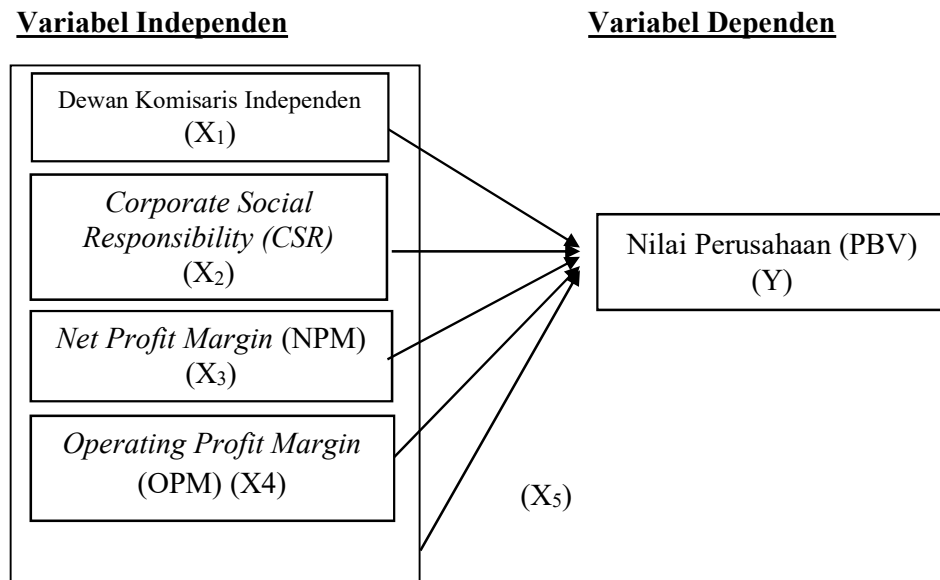 Variabel Independen
Variabel Dependen
Dewan Komisaris Independen
(X₁)
Corporate Social
Responsibility (CSR)
(X₂)
Net Profit Margin (NPM)
(X₃)
Operating Profit Margin
(OPM) (X4)
(X₅)
Nilai Perusahaan (PBV)
(Y)